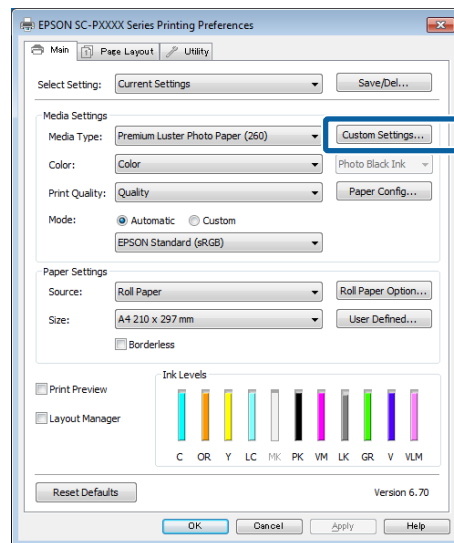 EPSON SC-PXXXX Series Printing Preferences
Main Page Layout Utility
Select Setting: Current Settings Save/Del...
Media Settings
Media Type: Premium Luster Photo Paper (260) Custom Settings...
Color: Color Photo Black Ink
Print Quality: Quality Paper Config...
Mode: Automatic Custom
EPSON Standard (sRGB)
Paper Settings
Source: Roll Paper Roll Paper Option...
Size: A4 210 x 297 mm User Defined...
Borderless
Print Preview
Layout Manager
Ink Levels
C OR Y LC MK PK VM LK GR V VLM
Reset Defaults Version 6.70
OK Cancel Apply Help